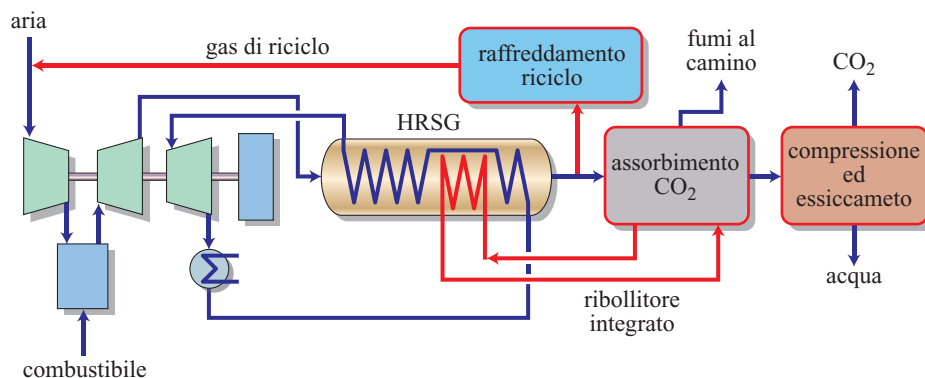 aria
gas di riciclo
raffreddamento
riciclo
fumi al
camino
CO₂
HRSG
assorbimento
CO₂
compressione
ed
essiccameto
ribollitore
integrato
acqua
combustibile